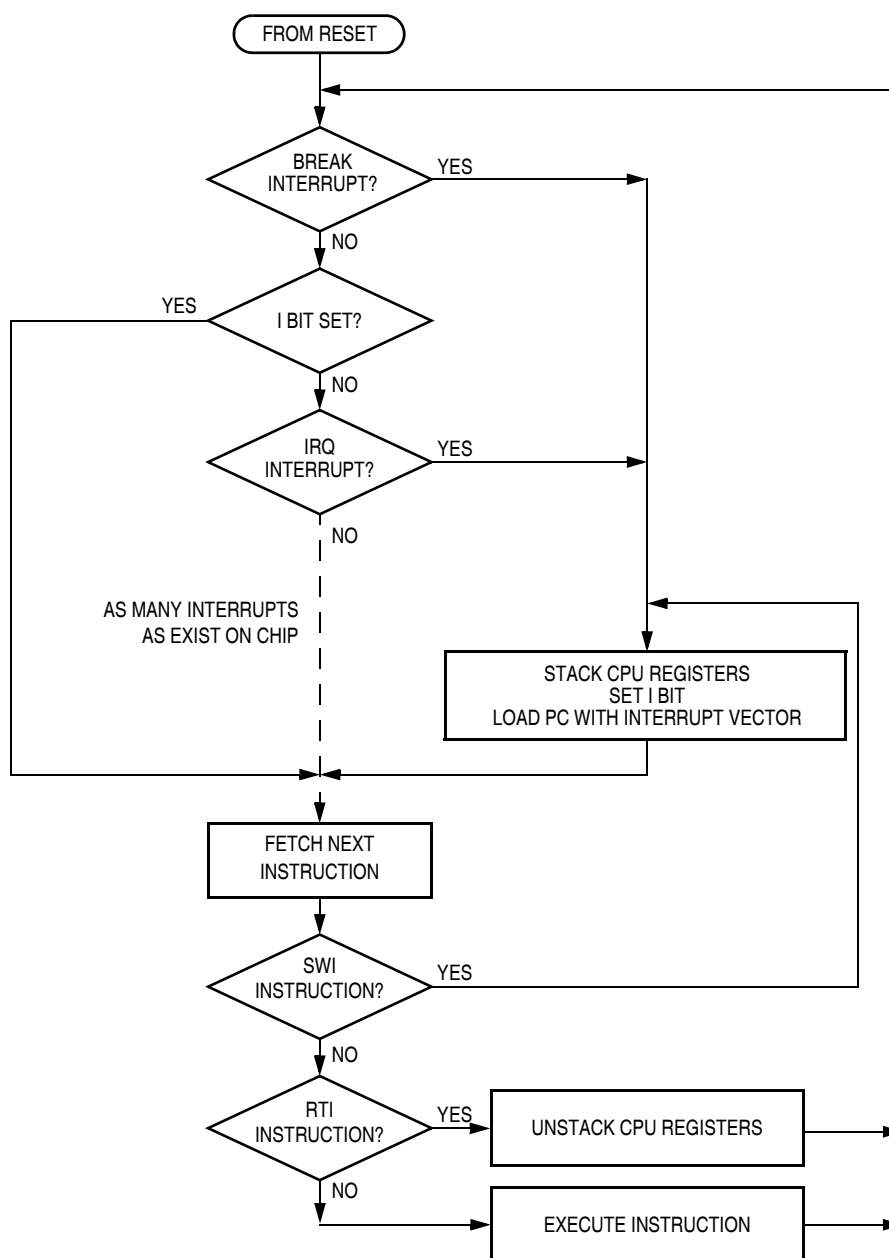 FROM RESET
BREAK
INTERRUPT?
YES
NO
YES
I BIT SET?
NO
IRQ
INTERRUPT?
YES
NO
AS MANY INTERRUPTS
AS EXIST ON CHIP
STACK CPU REGISTERS
SET I BIT
LOAD PC WITH INTERRUPT VECTOR
FETCH NEXT
INSTRUCTION
SWI
INSTRUCTION?
YES
NO
RTI
INSTRUCTION?
YES
UNSTACK CPU REGISTERS
NO
EXECUTE INSTRUCTION